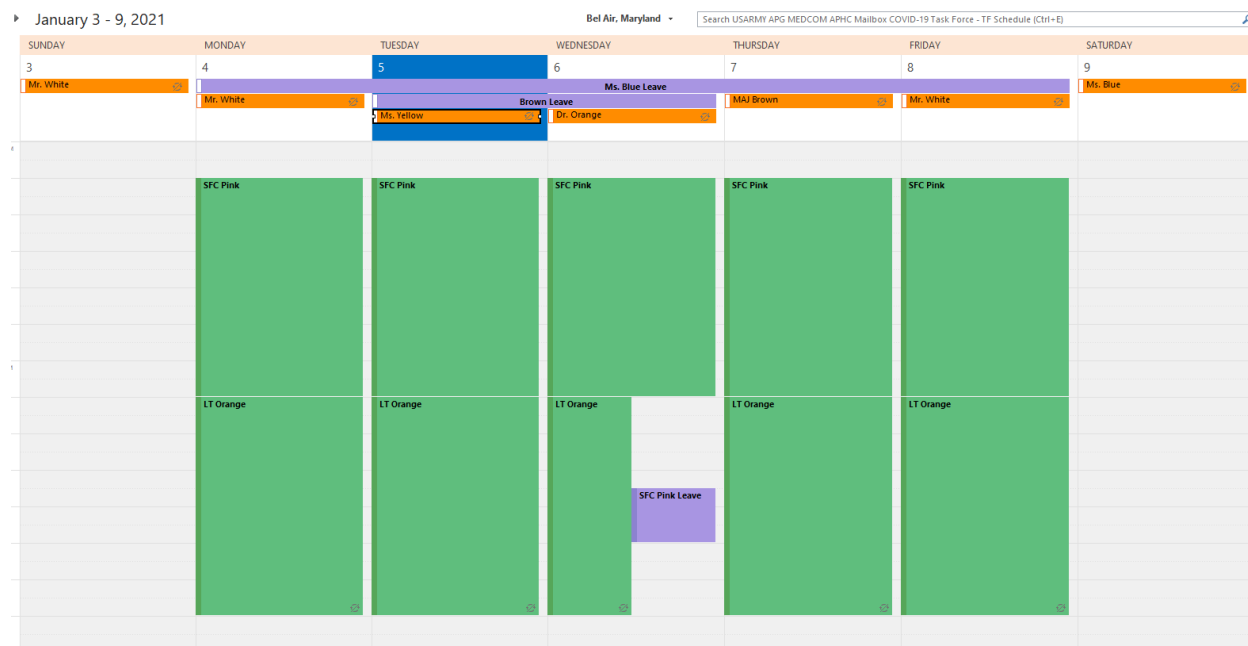 January 3 - 9, 2021
Bel Air, Maryland
Search USARMY APG MEDCOM APHC Mailbox COVID-19 Task Force - TF Schedule (Ctrl+E)
SUNDAY MONDAY TUESDAY WEDNESDAY THURSDAY FRIDAY SATURDAY
3 4 5 6 7 8 9
Mr. White Ms. Blue Leave Ms. Blue
Mr. White Brown Leave MAJ Brown Mr. White
Ms. Yellow Dr. Orange
SFC Pink SFC Pink SFC Pink SFC Pink SFC Pink
LT Orange LT Orange LT Orange LT Orange LT Orange
SFC Pink Leave